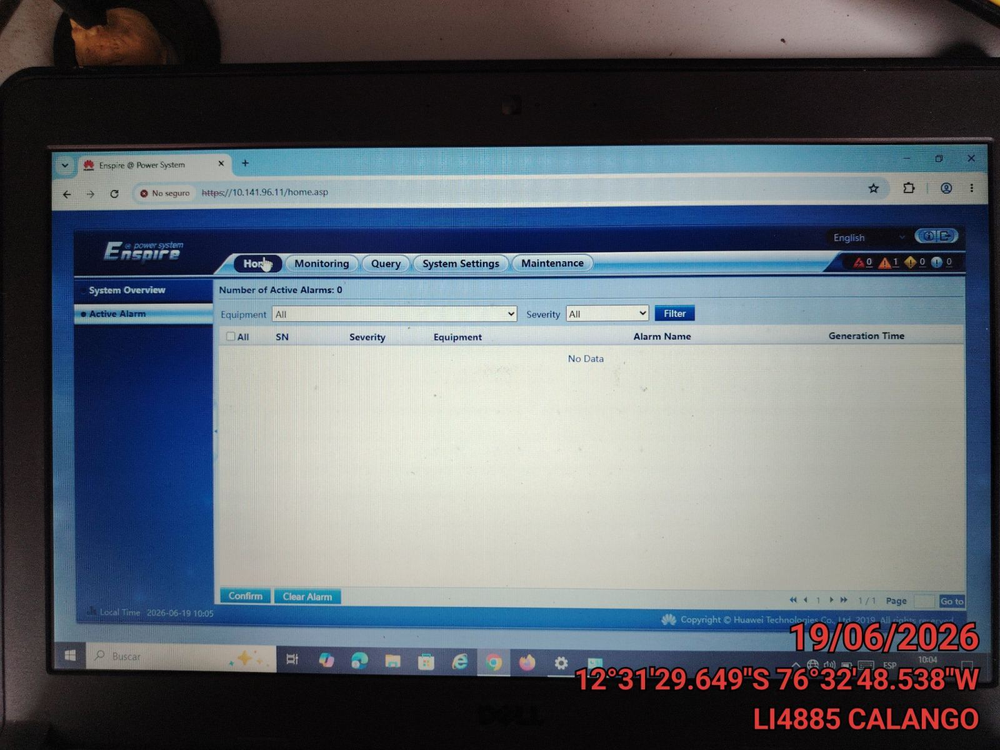 Enspire @ Power System
No seguro https://10.141.96.11/home.asp
English
@ power system
Enspire
Home Monitoring Query System Settings Maintenance
0 1 0 0
System Overview
Active Alarm
Number of Active Alarms: 0
Equipment All Severity All Filter
All SN Severity Equipment Alarm Name Generation Time
No Data
Confirm Clear Alarm
1 1 / 1 Page Go to
Local Time 2026-06-19 10:05
Copyright © Huawei Technologies Co., Ltd. 2019. All rights reserved.
Buscar
ESP
10:04
19/06/2026
12°31'29.649"S 76°32'48.538"W
LI4885 CALANGO
DELL